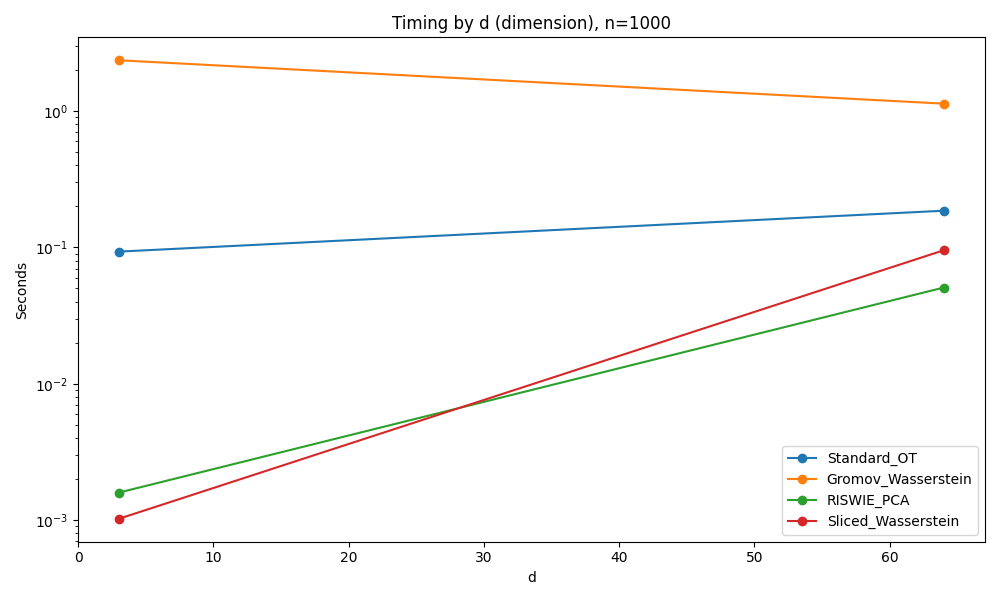 Timing by d (dimension), n=1000
Seconds
10^0
10^-1
10^-2
10^-3
0 10 20 30 40 50 60
d
Standard_OT
Gromov_Wasserstein
RISWIE_PCA
Sliced_Wasserstein